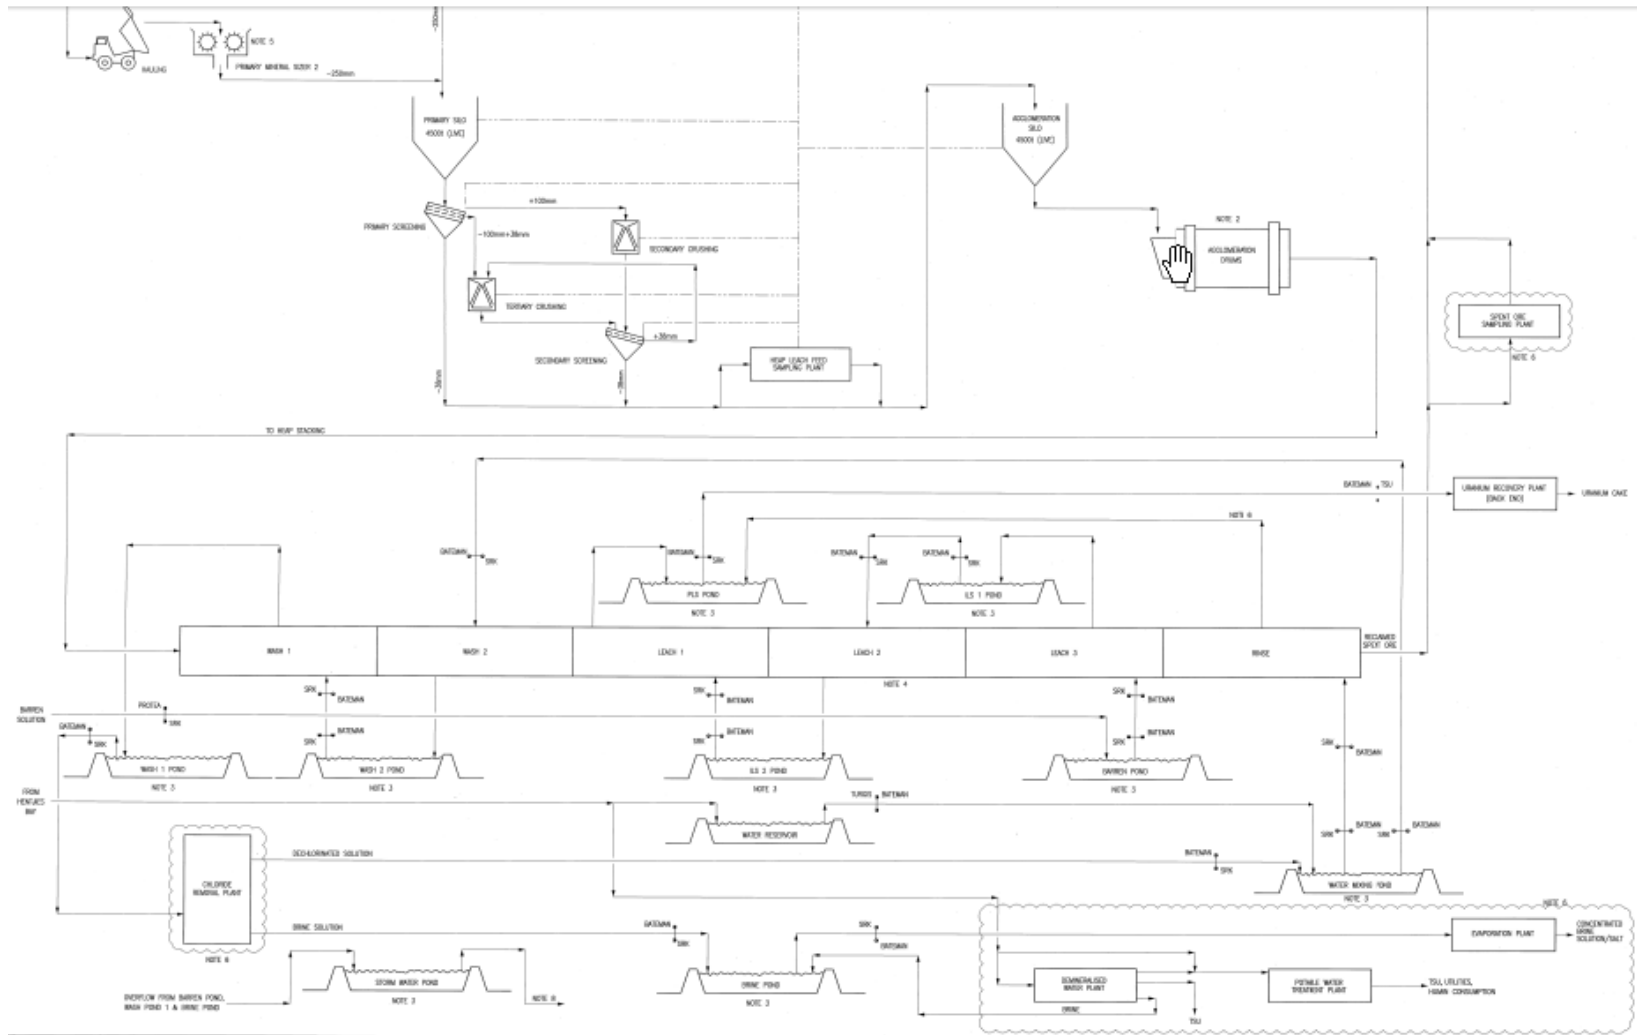 HAULING
NOTE 5
PRIMARY MINERAL SIZER 2
-250mm
PRIMARY SILO
4500t (LIVE)
AGGLOMERATION
SILO
4500t (LIVE)
+100mm
PRIMARY SCREENING
-100mm+38mm
SECONDARY CRUSHING
TERTIARY CRUSHING
+38mm
SECONDARY SCREENING
-38mm
-38mm
HEAP LEACH FEED
SAMPLING PLANT
NOTE 2
AGGLOMERATION
DRUMS
SPENT ORE
SAMPLING PLANT
NOTE 6
TO HEAP STACKING
BATEMAN
TSU
URANIUM RECOVERY PLANT
(BACK END)
URANIUM CAKE
NOTE 6
BATEMAN
SRK
BATEMAN
SRK
BATEMAN
SRK
BATEMAN
SRK
PLS POND
NOTE 3
ILS 1 POND
NOTE 3
WASH 1
WASH 2
LEACH 1
LEACH 2
LEACH 3
RINSE
RECLAIMED
SPENT ORE
NOTE 4
SRK
BATEMAN
SRK
BATEMAN
SRK
BATEMAN
BARREN
SOLUTION
PROTEA
SRK
BATEMAN
SRK
SRK
BATEMAN
SRK
BATEMAN
SRK
BATEMAN
SRK
BATEMAN
WASH 1 POND
NOTE 3
WASH 2 POND
NOTE 3
ILS 2 POND
NOTE 3
BARREN POND
NOTE 3
FROM
HENTJES
BAY
TURGIS
BATEMAN
WATER RESERVOIR
SRK
BATEMAN
SRK
BATEMAN
DECHLORINATED SOLUTION
BATEMAN
SRK
WATER MIXING POND
NOTE 3
CHLORIDE
REMOVAL PLANT
NOTE 6
BRINE SOLUTION
BATEMAN
SRK
SRK
BATEMAN
NOTE 6
EVAPORATION PLANT
CONCENTRATED
BRINE
SOLUTION/SALT
STORM WATER POND
NOTE 3
OVERFLOW FROM BARREN POND,
WASH POND 1 & BRINE POND
NOTE 8
BRINE POND
NOTE 3
DEMINERALISED
WATER PLANT
BRINE
TSU
POTABLE WATER
TREATMENT PLANT
TSU, UTILITIES,
HUMAN CONSUMPTION